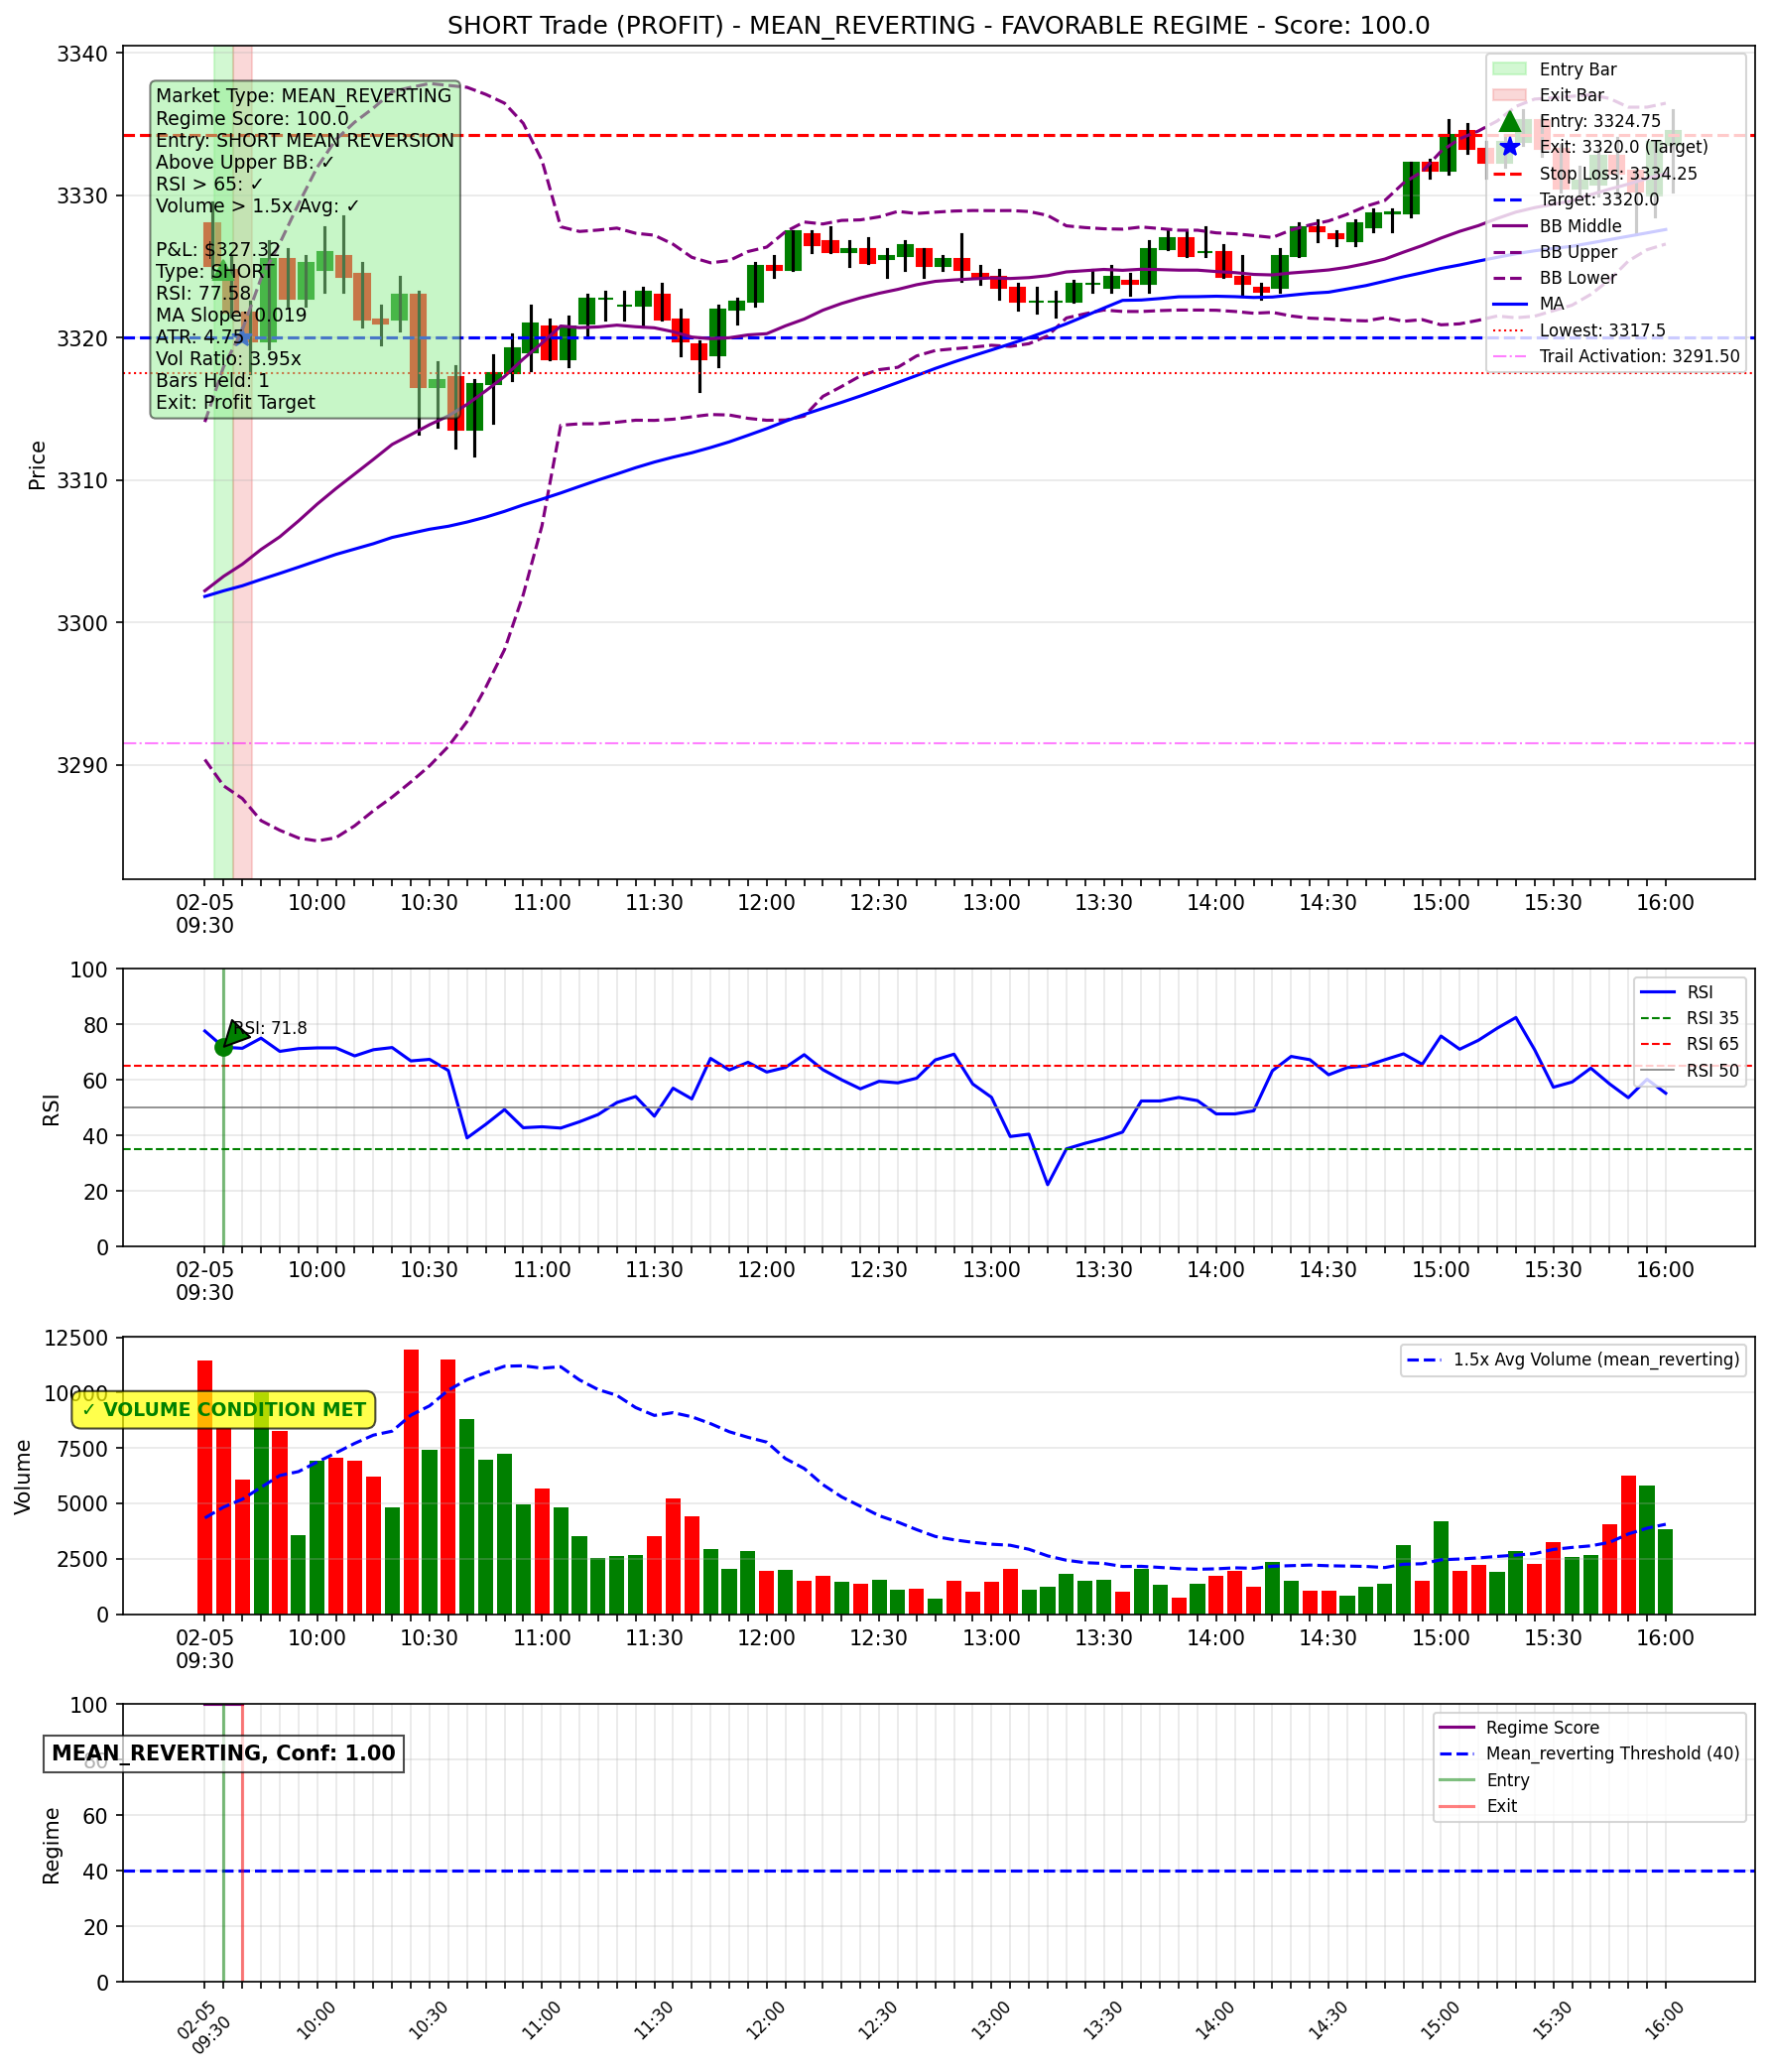 SHORT Trade (PROFIT) - MEAN_REVERTING - FAVORABLE REGIME - Score: 100.0
Price
3340
3330
3320
3310
3300
3290
Market Type: MEAN_REVERTING
Regime Score: 100.0
Entry: SHORT MEAN REVERSION
Above Upper BB: ✓
RSI > 65: ✓
Volume > 1.5x Avg: ✓
P&L: $327.32
Type: SHORT
RSI: 77.58
MA Slope: 0.019
ATR: 4.75
Vol Ratio: 3.95x
Bars Held: 1
Exit: Profit Target
Entry Bar
Exit Bar
Entry: 3324.75
Exit: 3320.0 (Target)
Stop Loss: 3334.25
Target: 3320.0
BB Middle
BB Upper
BB Lower
MA
Lowest: 3317.5
Trail Activation: 3291.50
02-05 10:00 10:30 11:00 11:30 12:00 12:30 13:00 13:30 14:00 14:30 15:00 15:30 16:00
09:30
RSI
100
80
60
40
20
0
RSI: 71.8
RSI
RSI 35
RSI 65
RSI 50
02-05 10:00 10:30 11:00 11:30 12:00 12:30 13:00 13:30 14:00 14:30 15:00 15:30 16:00
09:30
Volume
12500
10000
7500
5000
2500
0
✓ VOLUME CONDITION MET
1.5x Avg Volume (mean_reverting)
02-05 10:00 10:30 11:00 11:30 12:00 12:30 13:00 13:30 14:00 14:30 15:00 15:30 16:00
09:30
Regime
100
80
60
40
20
0
MEAN_REVERTING, Conf: 1.00
Regime Score
Mean_reverting Threshold (40)
Entry
Exit
02-05 10:00 10:30 11:00 11:30 12:00 12:30 13:00 13:30 14:00 14:30 15:00 15:30 16:00
09:30